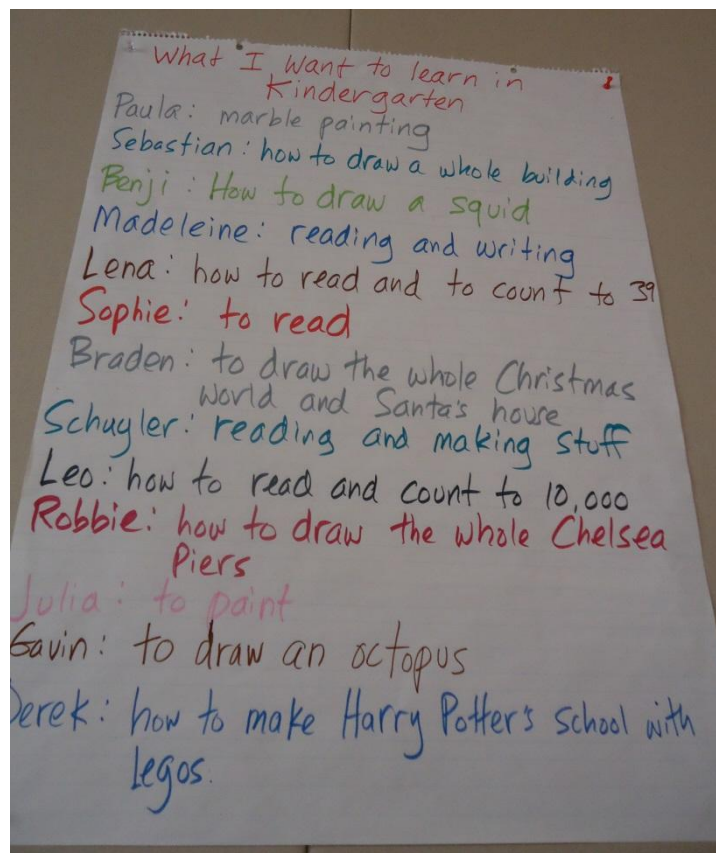 What I want to learn in
Kindergarten
Paula: marble painting
Sebastian: how to draw a whole building
Benji: How to draw a squid
Madeleine: reading and writing
Lena: how to read and to count to 39
Sophie: to read
Braden: to draw the whole Christmas
World and Santa's house
Schuyler: reading and making stuff
Leo: how to read and count to 10,000
Robbie: how to draw the whole Chelsea
Piers
Julia: to paint
Gavin: to draw an octopus
Derek: how to make Harry Potter's School with
Legos.